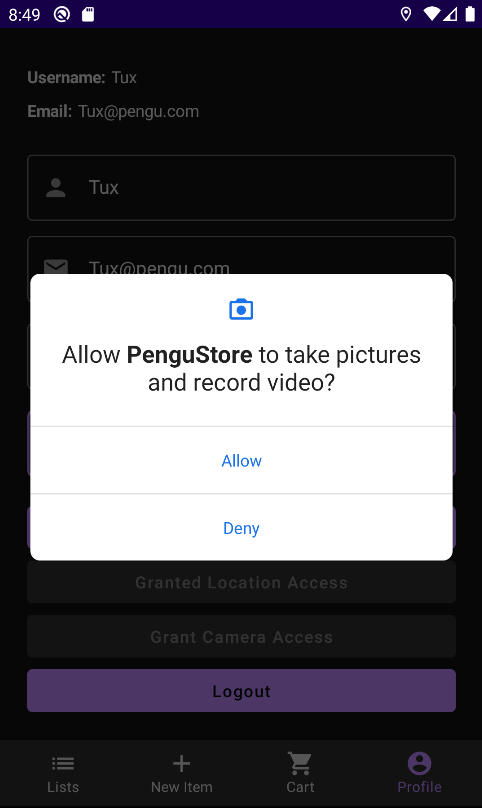 8:49
Username: Tux
Email: Tux@pengu.com
Tux
Tux@pengu.com
Allow PenguStore to take pictures
and record video?
Allow
Deny
Granted Location Access
Grant Camera Access
Logout
Lists
New Item
Cart
Profile